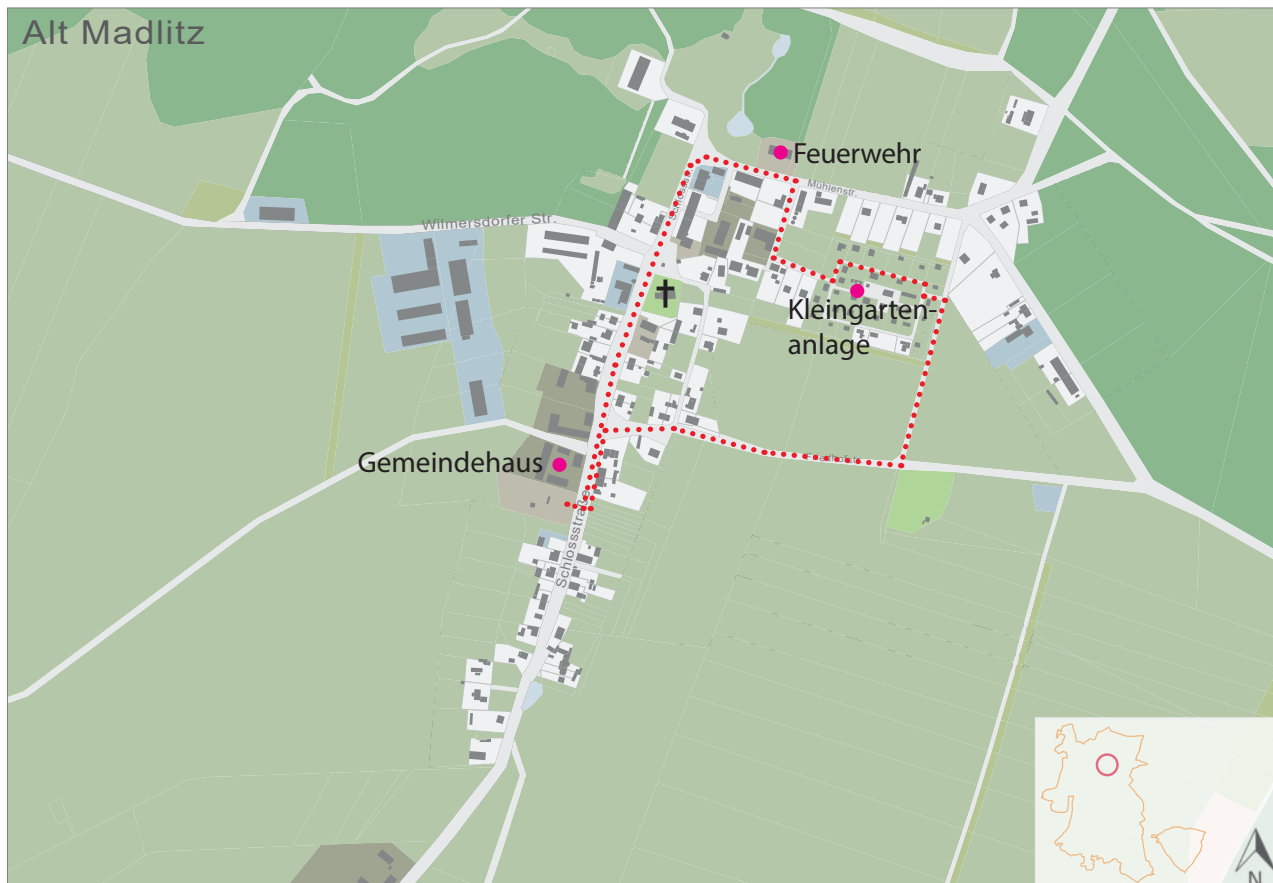 Alt Madlitz
Feuerwehr
Mühlenstr.
Wilmersdorfer Str.
Kleingarten-
anlage
Gemeindehaus
Schlossstraße
N